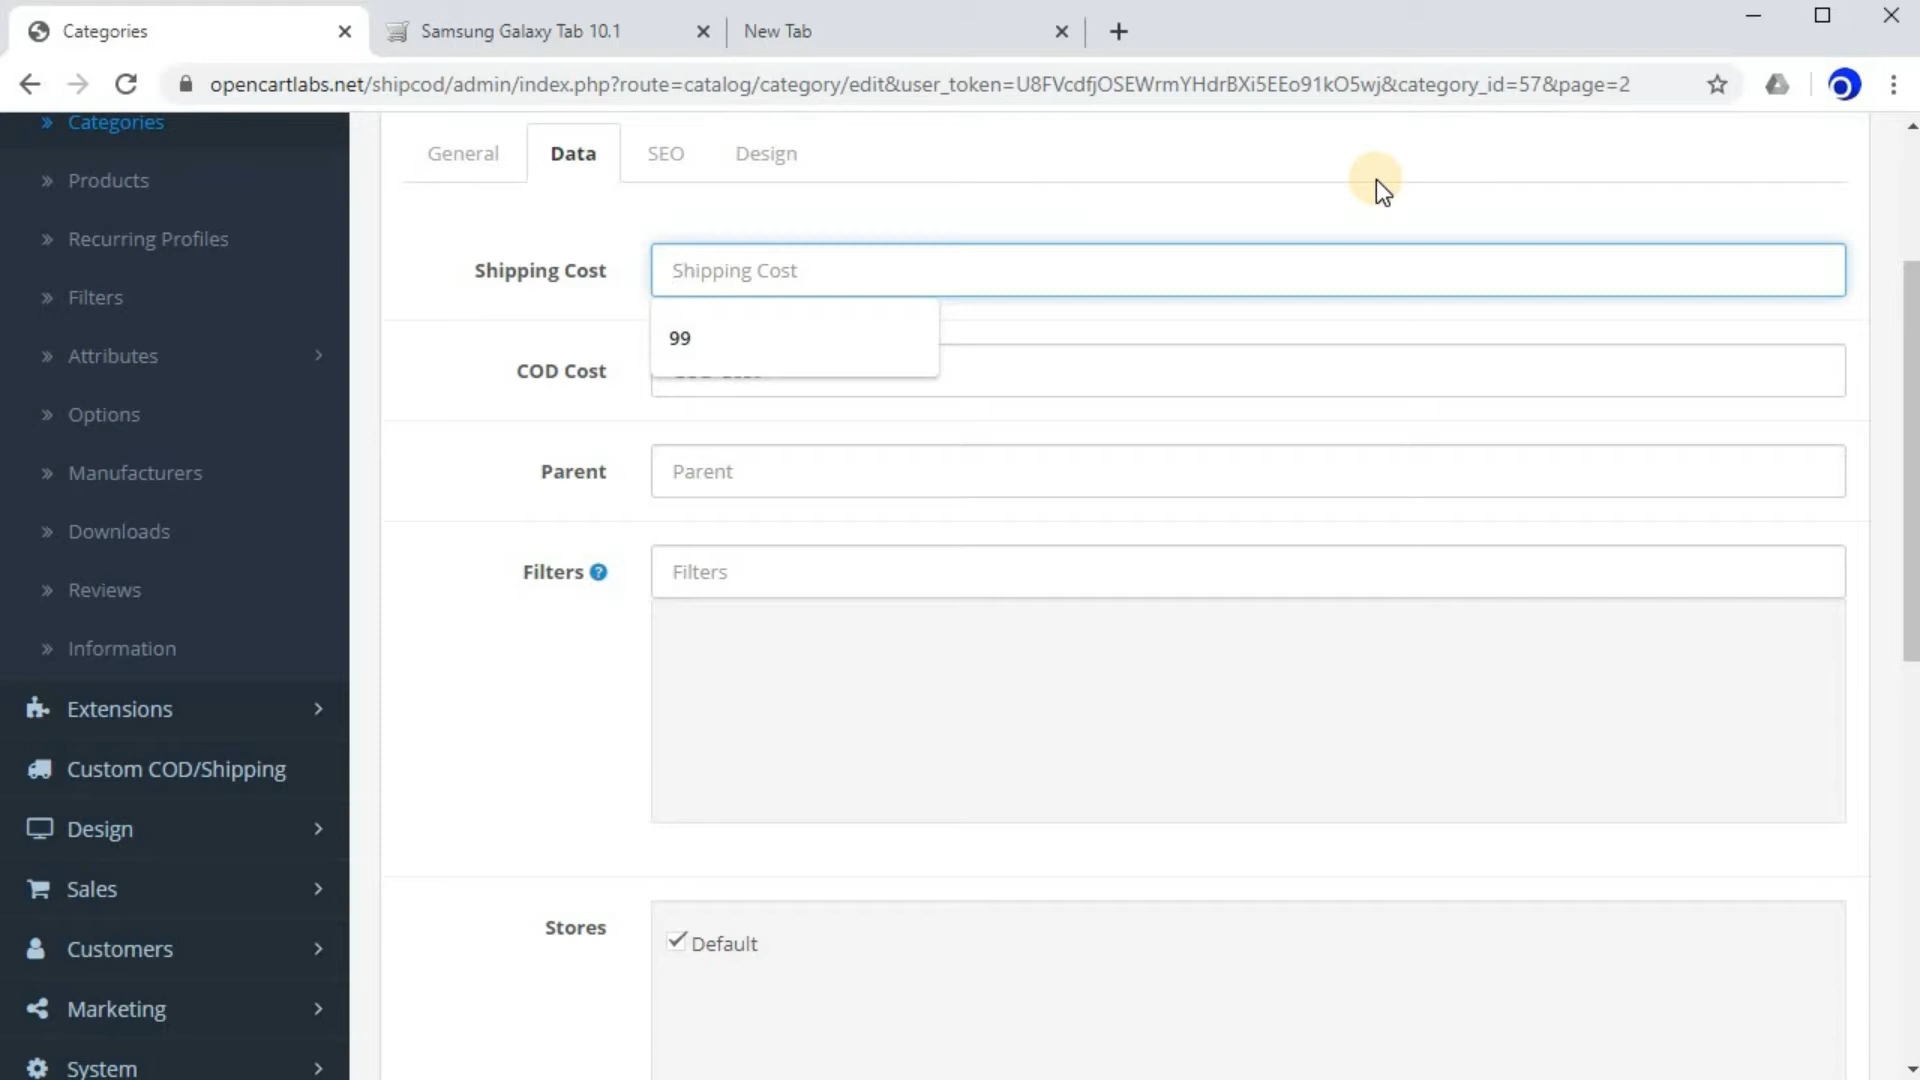 Categories
Samsung Galaxy Tab 10.1
New Tab
opencartlabs.net/shipcod/admin/index.php?route=catalog/category/edit&user_token=U8FVcdfjOSEWrmYHdrBXi5EEo91kO5wj&category_id=57&page=2
Categories
Products
Recurring Profiles
Filters
Attributes
Options
Manufacturers
Downloads
Reviews
Information
Extensions
Custom COD/Shipping
Design
Sales
Customers
Marketing
System
General Data SEO Design
Shipping Cost Shipping Cost
99
COD Cost
Parent Parent
Filters Filters
Stores
Default